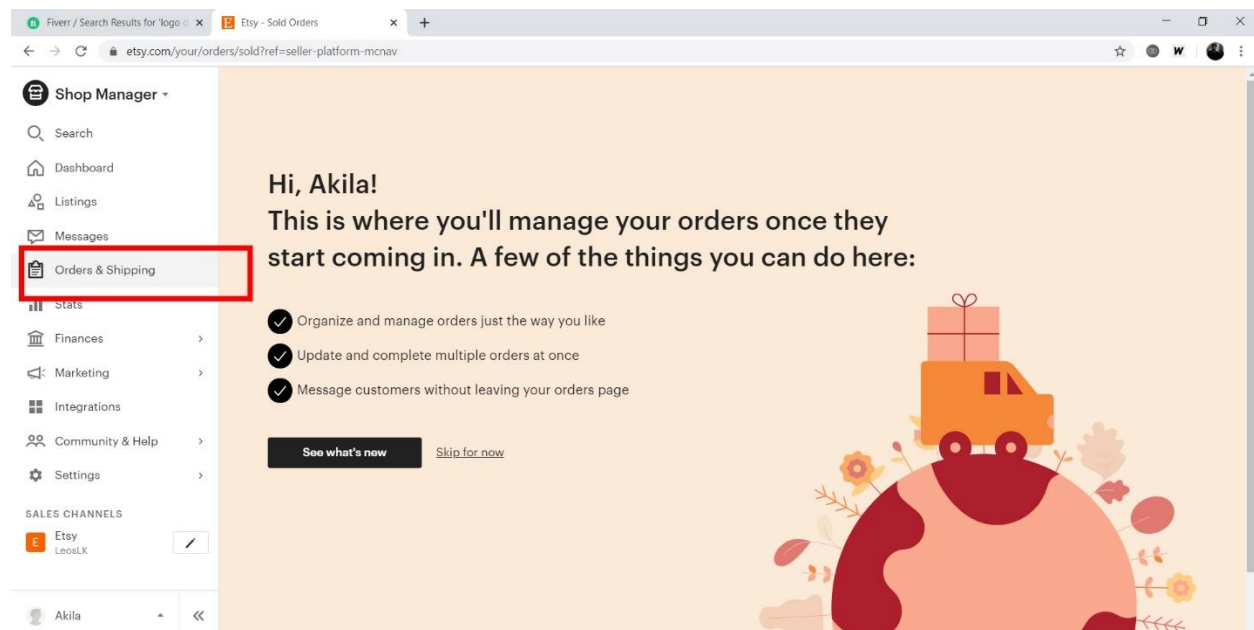 Fiverr / Search Results for 'logo d
Etsy - Sold Orders
etsy.com/your/orders/sold?ref=seller-platform-mcnav
W
Shop Manager
Search
Dashboard
Listings
Messages
Orders & Shipping
Stats
Finances
Marketing
Integrations
Community & Help
Settings
SALES CHANNELS
E
Etsy
LeosLK
Akila
Hi, Akila!
This is where you'll manage your orders once they
start coming in. A few of the things you can do here:
Organize and manage orders just the way you like
Update and complete multiple orders at once
Message customers without leaving your orders page
See what's new
Skip for now